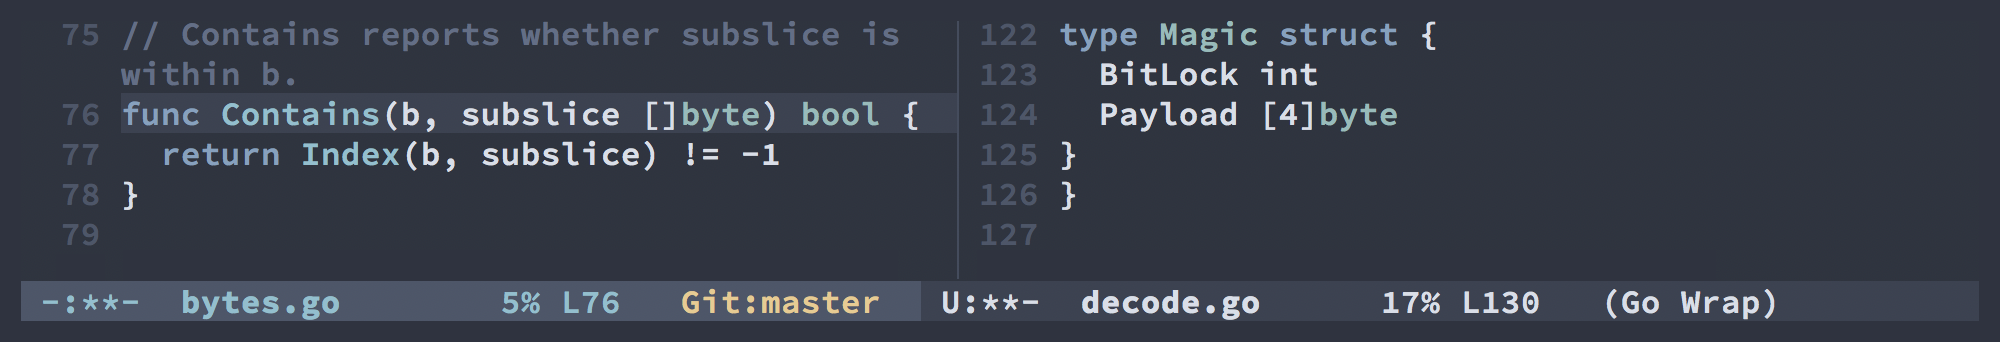 75 // Contains reports whether subslice is
within b.
76 func Contains(b, subslice []byte) bool {
77   return Index(b, subslice) != -1
78 }
79
-:**-  bytes.go        5% L76   Git:master
122 type Magic struct {
123   BitLock int
124   Payload [4]byte
125 }
126 }
127
U:**-  decode.go      17% L130   (Go Wrap)